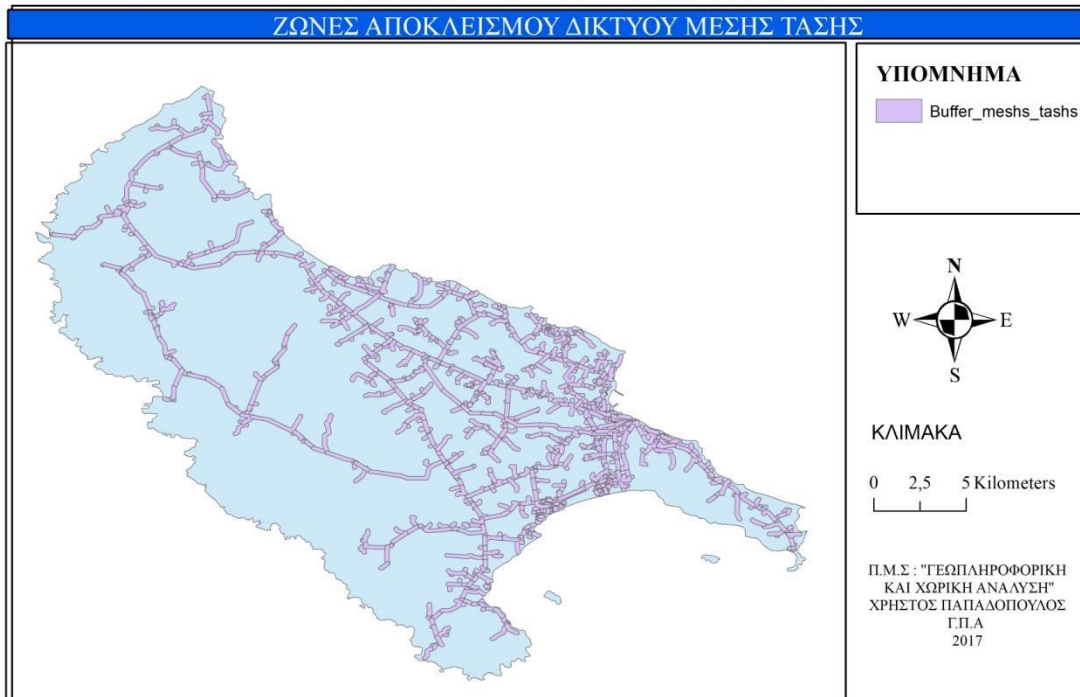 ΖΩΝΕΣ ΑΠΟΚΛΕΙΣΜΟΥ ΔΙΚΤΥΟΥ ΜΕΣΗΣ ΤΑΣΗΣ
ΥΠΟΜΝΗΜΑ
Buffer_meshs_tashs
N
W E
S
ΚΛΙΜΑΚΑ
0 2,5 5 Kilometers
Π.Μ.Σ : "ΓΕΩΠΛΗΡΟΦΟΡΙΚΗ
ΚΑΙ ΧΩΡΙΚΗ ΑΝΑΛΥΣΗ"
ΧΡΗΣΤΟΣ ΠΑΠΑΔΟΠΟΥΛΟΣ
Γ.Π.Α
2017